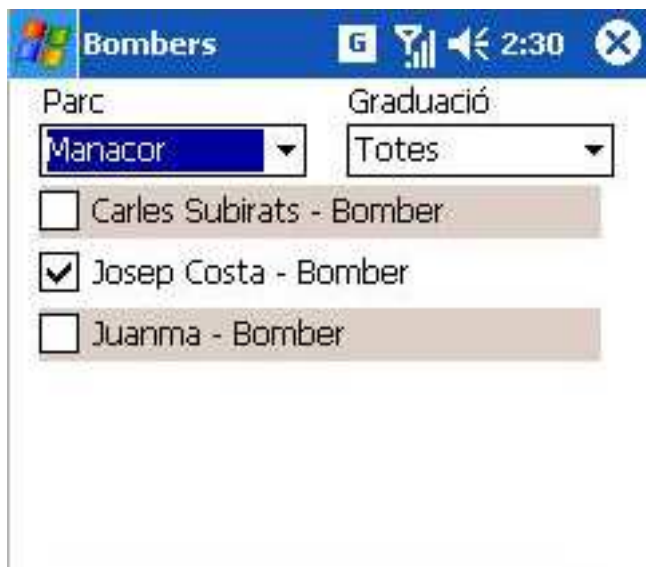 Bombers G 2:30
Parc Graduació
Manacor Totes
Carles Subirats - Bomber
Josep Costa - Bomber
Juanma - Bomber